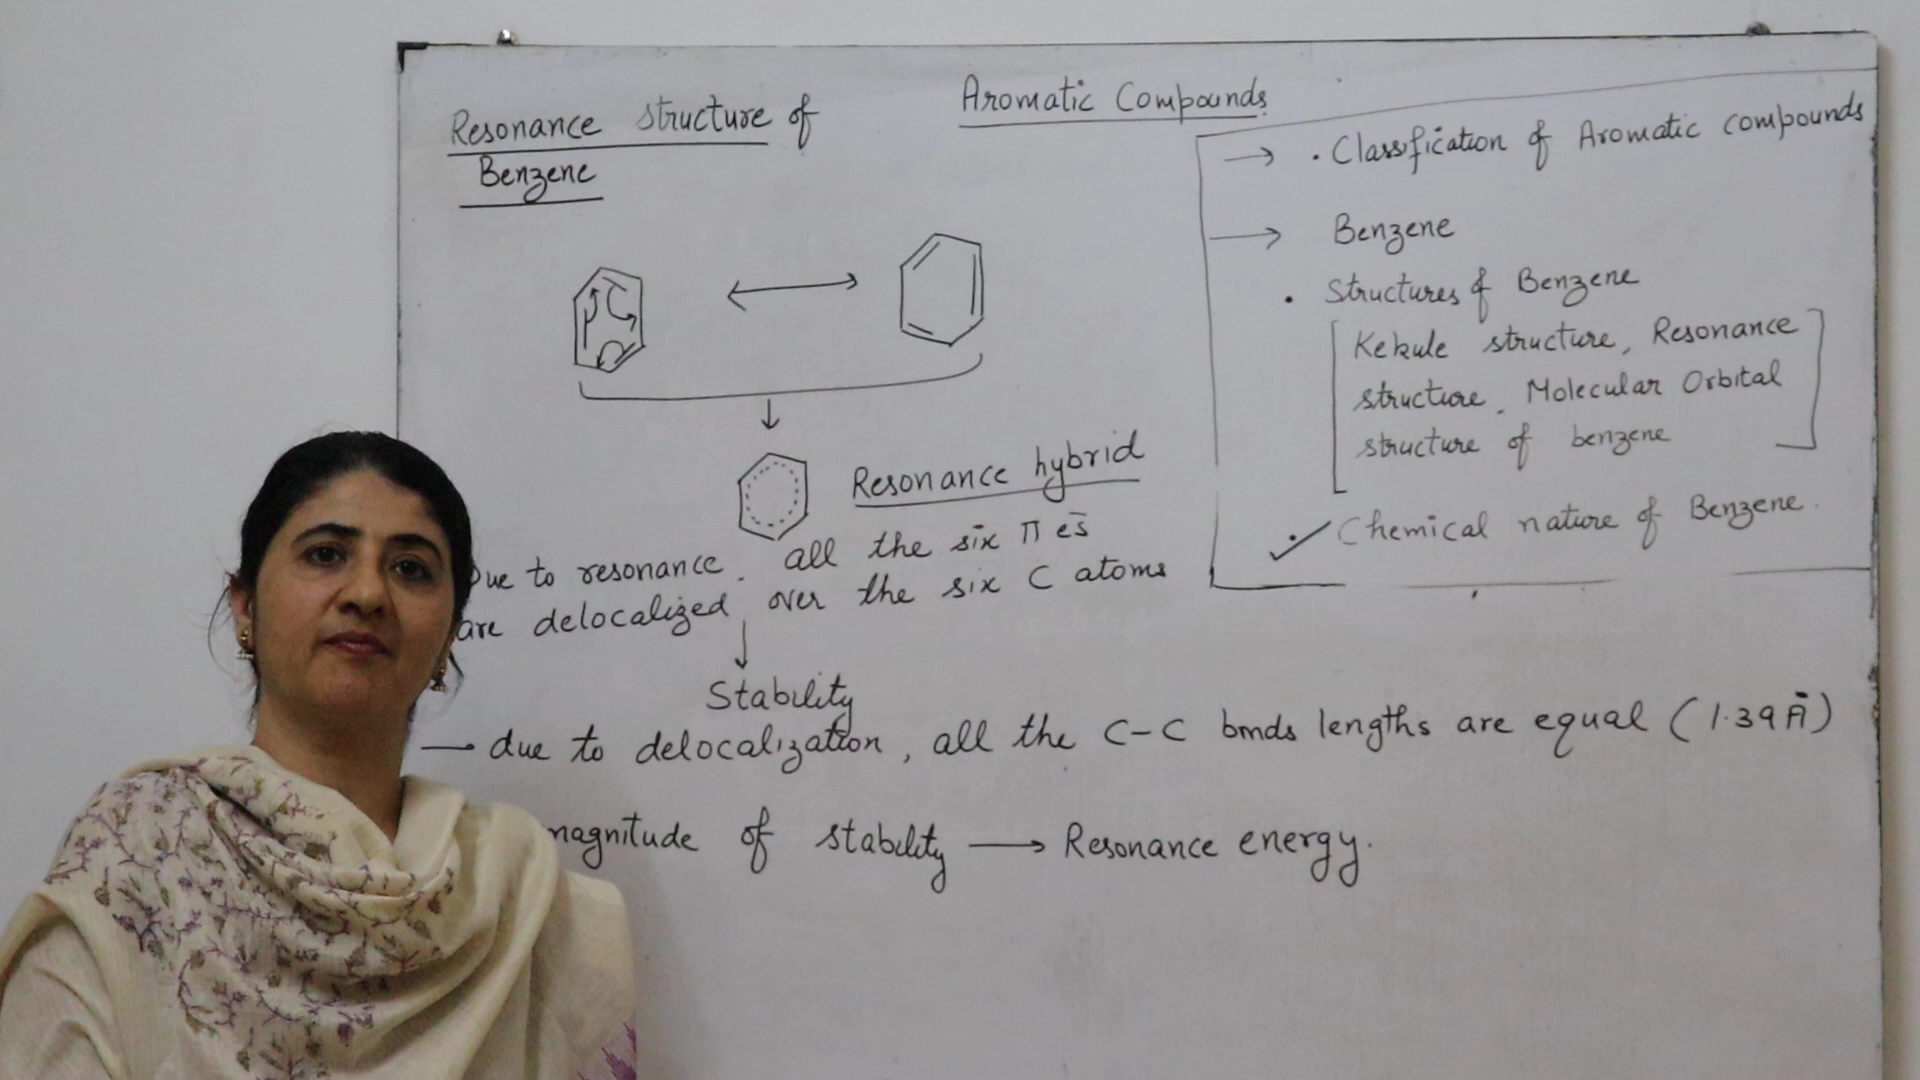 Resonance structure of
Benzene
Aromatic Compounds
→ . Classification of Aromatic compounds
→ Benzene
. Structures of Benzene
[Kekule structure, Resonance
structure, Molecular Orbital
structure of benzene]
Chemical nature of Benzene.
Resonance hybrid
Due to resonance, all the six π es̄
are delocalized over the six C atoms
Stability
— due to delocalization, all the C-C bonds lengths are equal (1.39 Å)
magnitude of stability → Resonance energy.